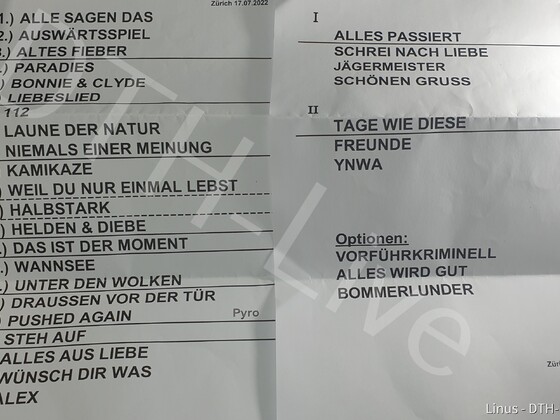 Zürich 17.07.2022
1.) ALLE SAGEN DAS
2.) AUSWÄRTSSPIEL
3.) ALTES FIEBER
.) PARADIES
) BONNIE & CLYDE
) LIEBESLIED
112
LAUNE DER NATUR
NIEMALS EINER MEINUNG
KAMIKAZE
) WEIL DU NUR EINMAL LEBST
) HALBSTARK
) HELDEN & DIEBE
.) DAS IST DER MOMENT
.) WANNSEE
.) UNTER DEN WOLKEN
) DRAUSSEN VOR DER TÜR
) PUSHED AGAIN Pyro
STEH AUF
ALLES AUS LIEBE
WÜNSCH DIR WAS
ALEX
I
ALLES PASSIERT
SCHREI NACH LIEBE
JÄGERMEISTER
SCHÖNEN GRUSS
II
TAGE WIE DIESE
FREUNDE
YNWA
Optionen:
VORFÜHRKRIMINELL
ALLES WIRD GUT
BOMMERLUNDER
DTH-Live
Linus - DTH-